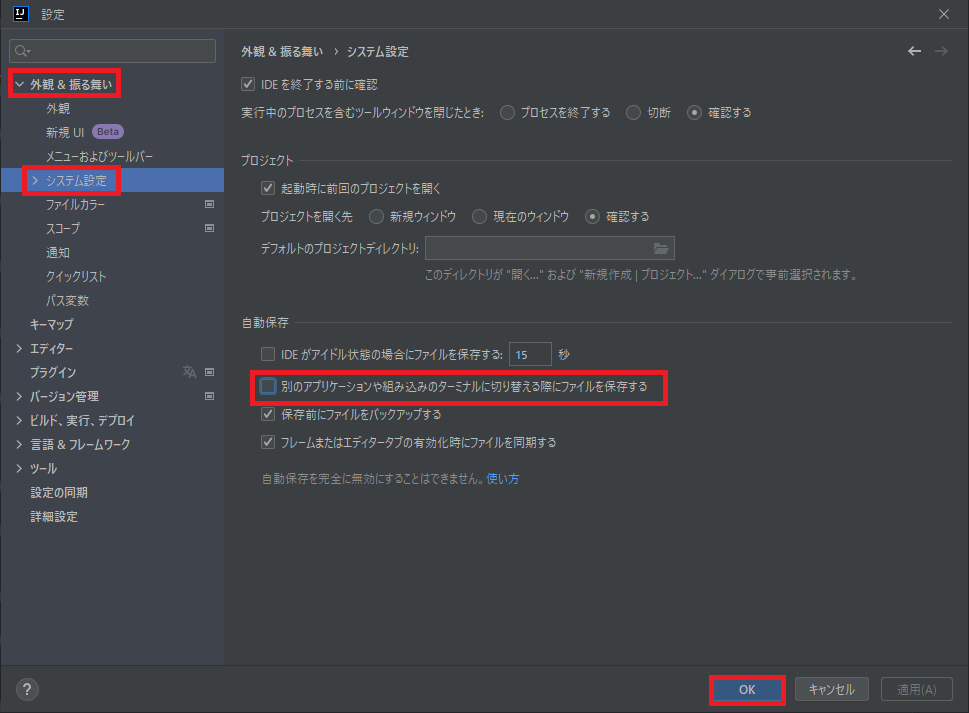 IJ 設定
外観 & 振る舞い
外観
新規 UI Beta
メニューおよびツールバー
システム設定
ファイルカラー
スコープ
通知
クイックリスト
パス変数
キーマップ
エディター
プラグイン
バージョン管理
ビルド、実行、デプロイ
言語 & フレームワーク
ツール
設定の同期
詳細設定
外観 & 振る舞い › システム設定
IDE を終了する前に確認
実行中のプロセスを含むツールウィンドウを閉じたとき: プロセスを終了する 切断 確認する
プロジェクト
起動時に前回のプロジェクトを開く
プロジェクトを開く先 新規ウィンドウ 現在のウィンドウ 確認する
デフォルトのプロジェクトディレクトリ:
このディレクトリが "開く..." および "新規作成 | プロジェクト..." ダイアログで事前選択されます。
自動保存
IDE がアイドル状態の場合にファイルを保存する: 15 秒
別のアプリケーションや組み込みのターミナルに切り替える際にファイルを保存する
保存前にファイルをバックアップする
フレームまたはエディタータブの有効化時にファイルを同期する
自動保存を完全に無効にすることはできません。使い方
? OK キャンセル 適用(A)